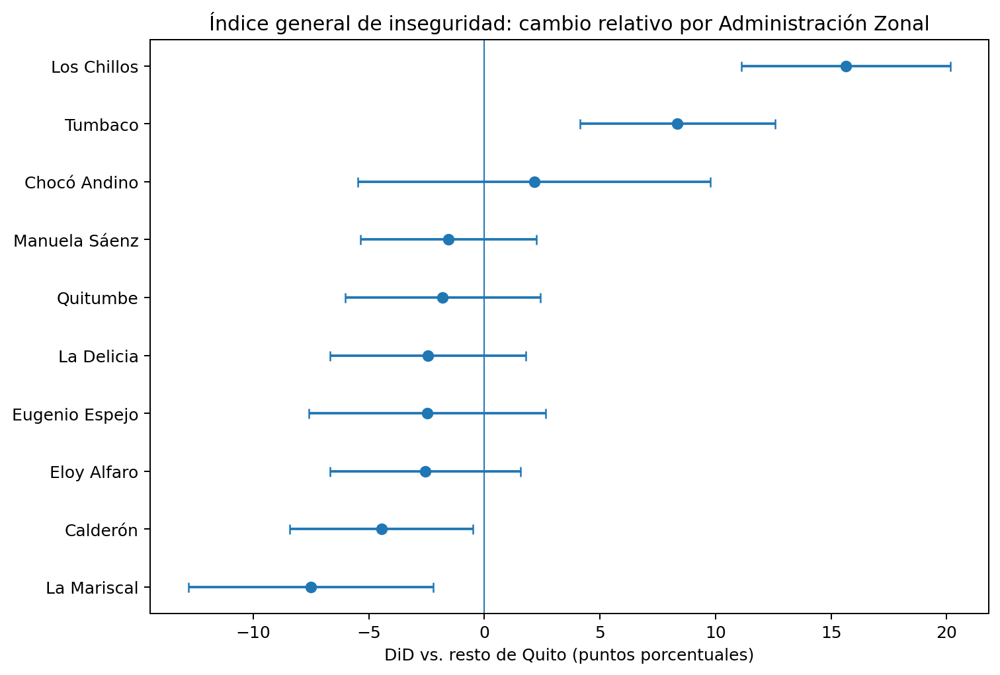 Índice general de inseguridad: cambio relativo por Administración Zonal
Los Chillos
Tumbaco
Chocó Andino
Manuela Sáenz
Quitumbe
La Delicia
Eugenio Espejo
Eloy Alfaro
Calderón
La Mariscal
−10 −5 0 5 10 15 20
DiD vs. resto de Quito (puntos porcentuales)